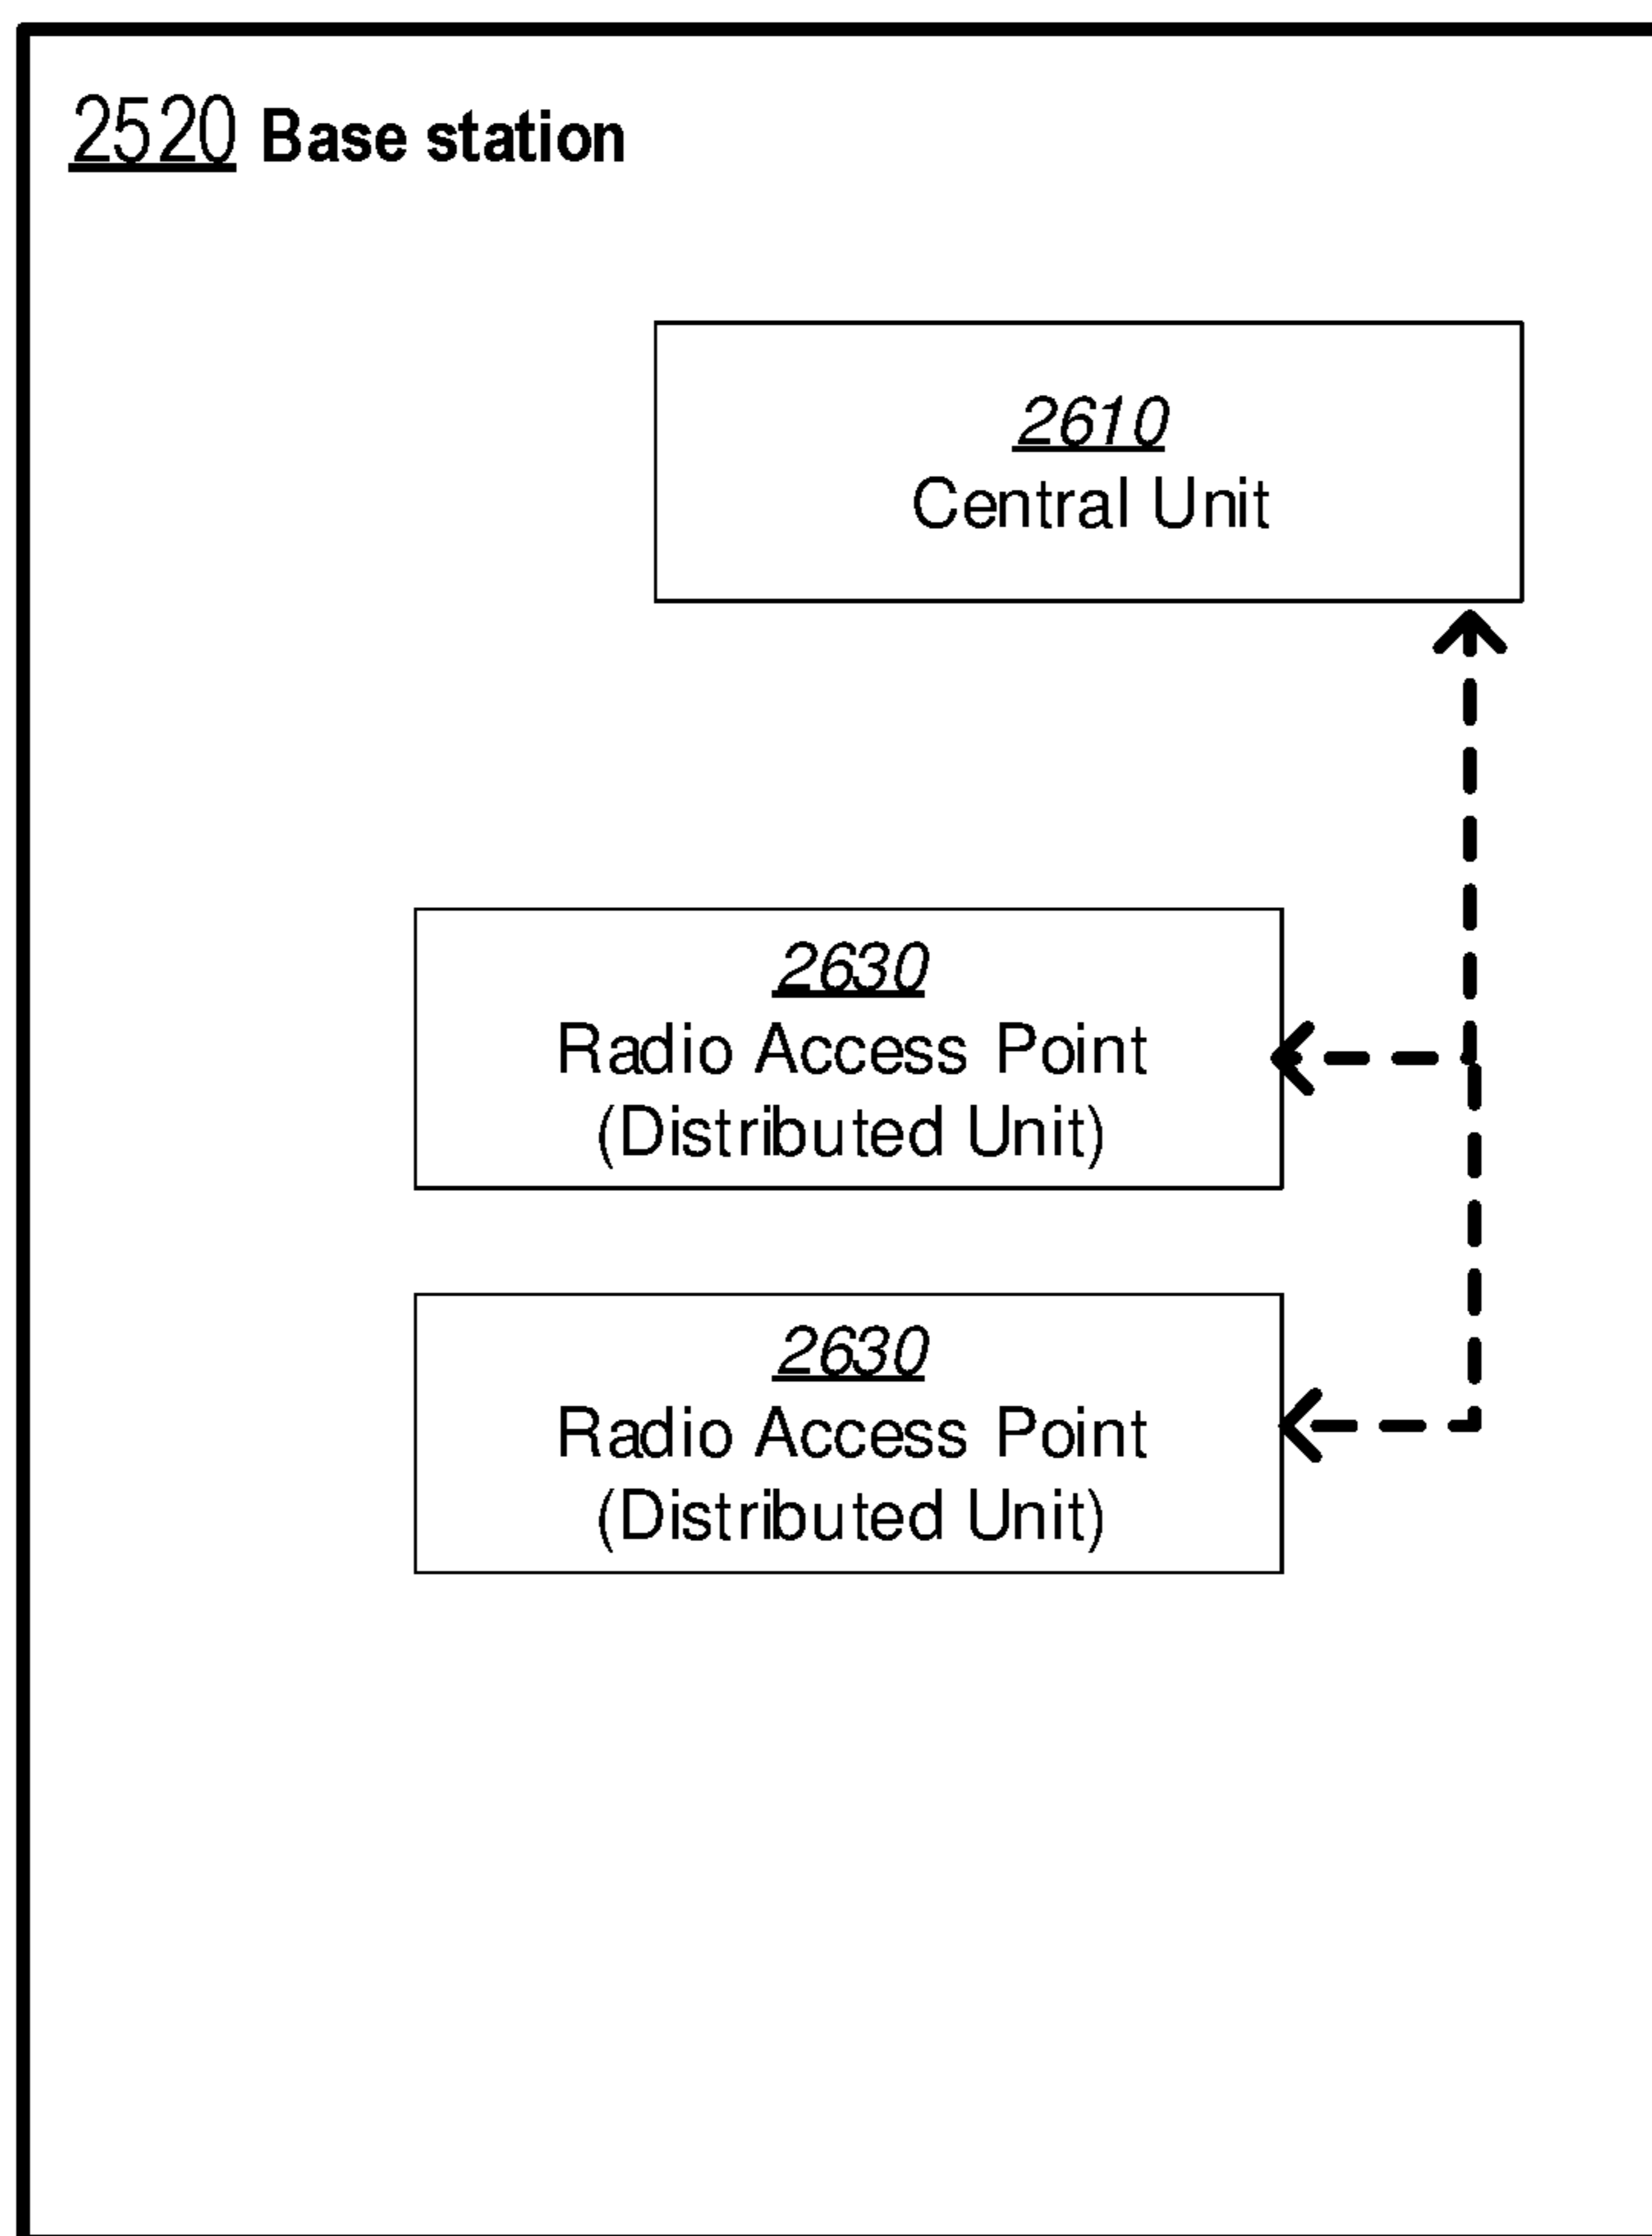 2520 Base station
2610
Central Unit
2630
Radio Access Point
(Distributed Unit)
2630
Radio Access Point
(Distributed Unit)